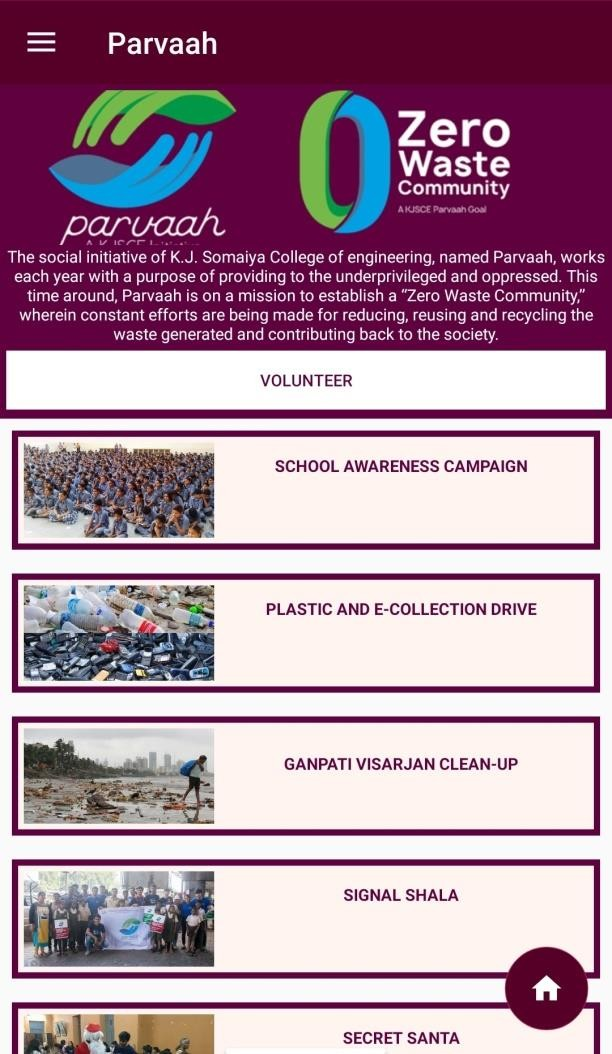 Parvaah
parvaah
A KJSCE Initiative
Zero
Waste
Community
A KJSCE Parvaah Goal
The social initiative of K.J. Somaiya College of engineering, named Parvaah, works
each year with a purpose of providing to the underprivileged and oppressed. This
time around, Parvaah is on a mission to establish a “Zero Waste Community,”
wherein constant efforts are being made for reducing, reusing and recycling the
waste generated and contributing back to the society.
VOLUNTEER
SCHOOL AWARENESS CAMPAIGN
PLASTIC AND E-COLLECTION DRIVE
GANPATI VISARJAN CLEAN-UP
SIGNAL SHALA
SECRET SANTA